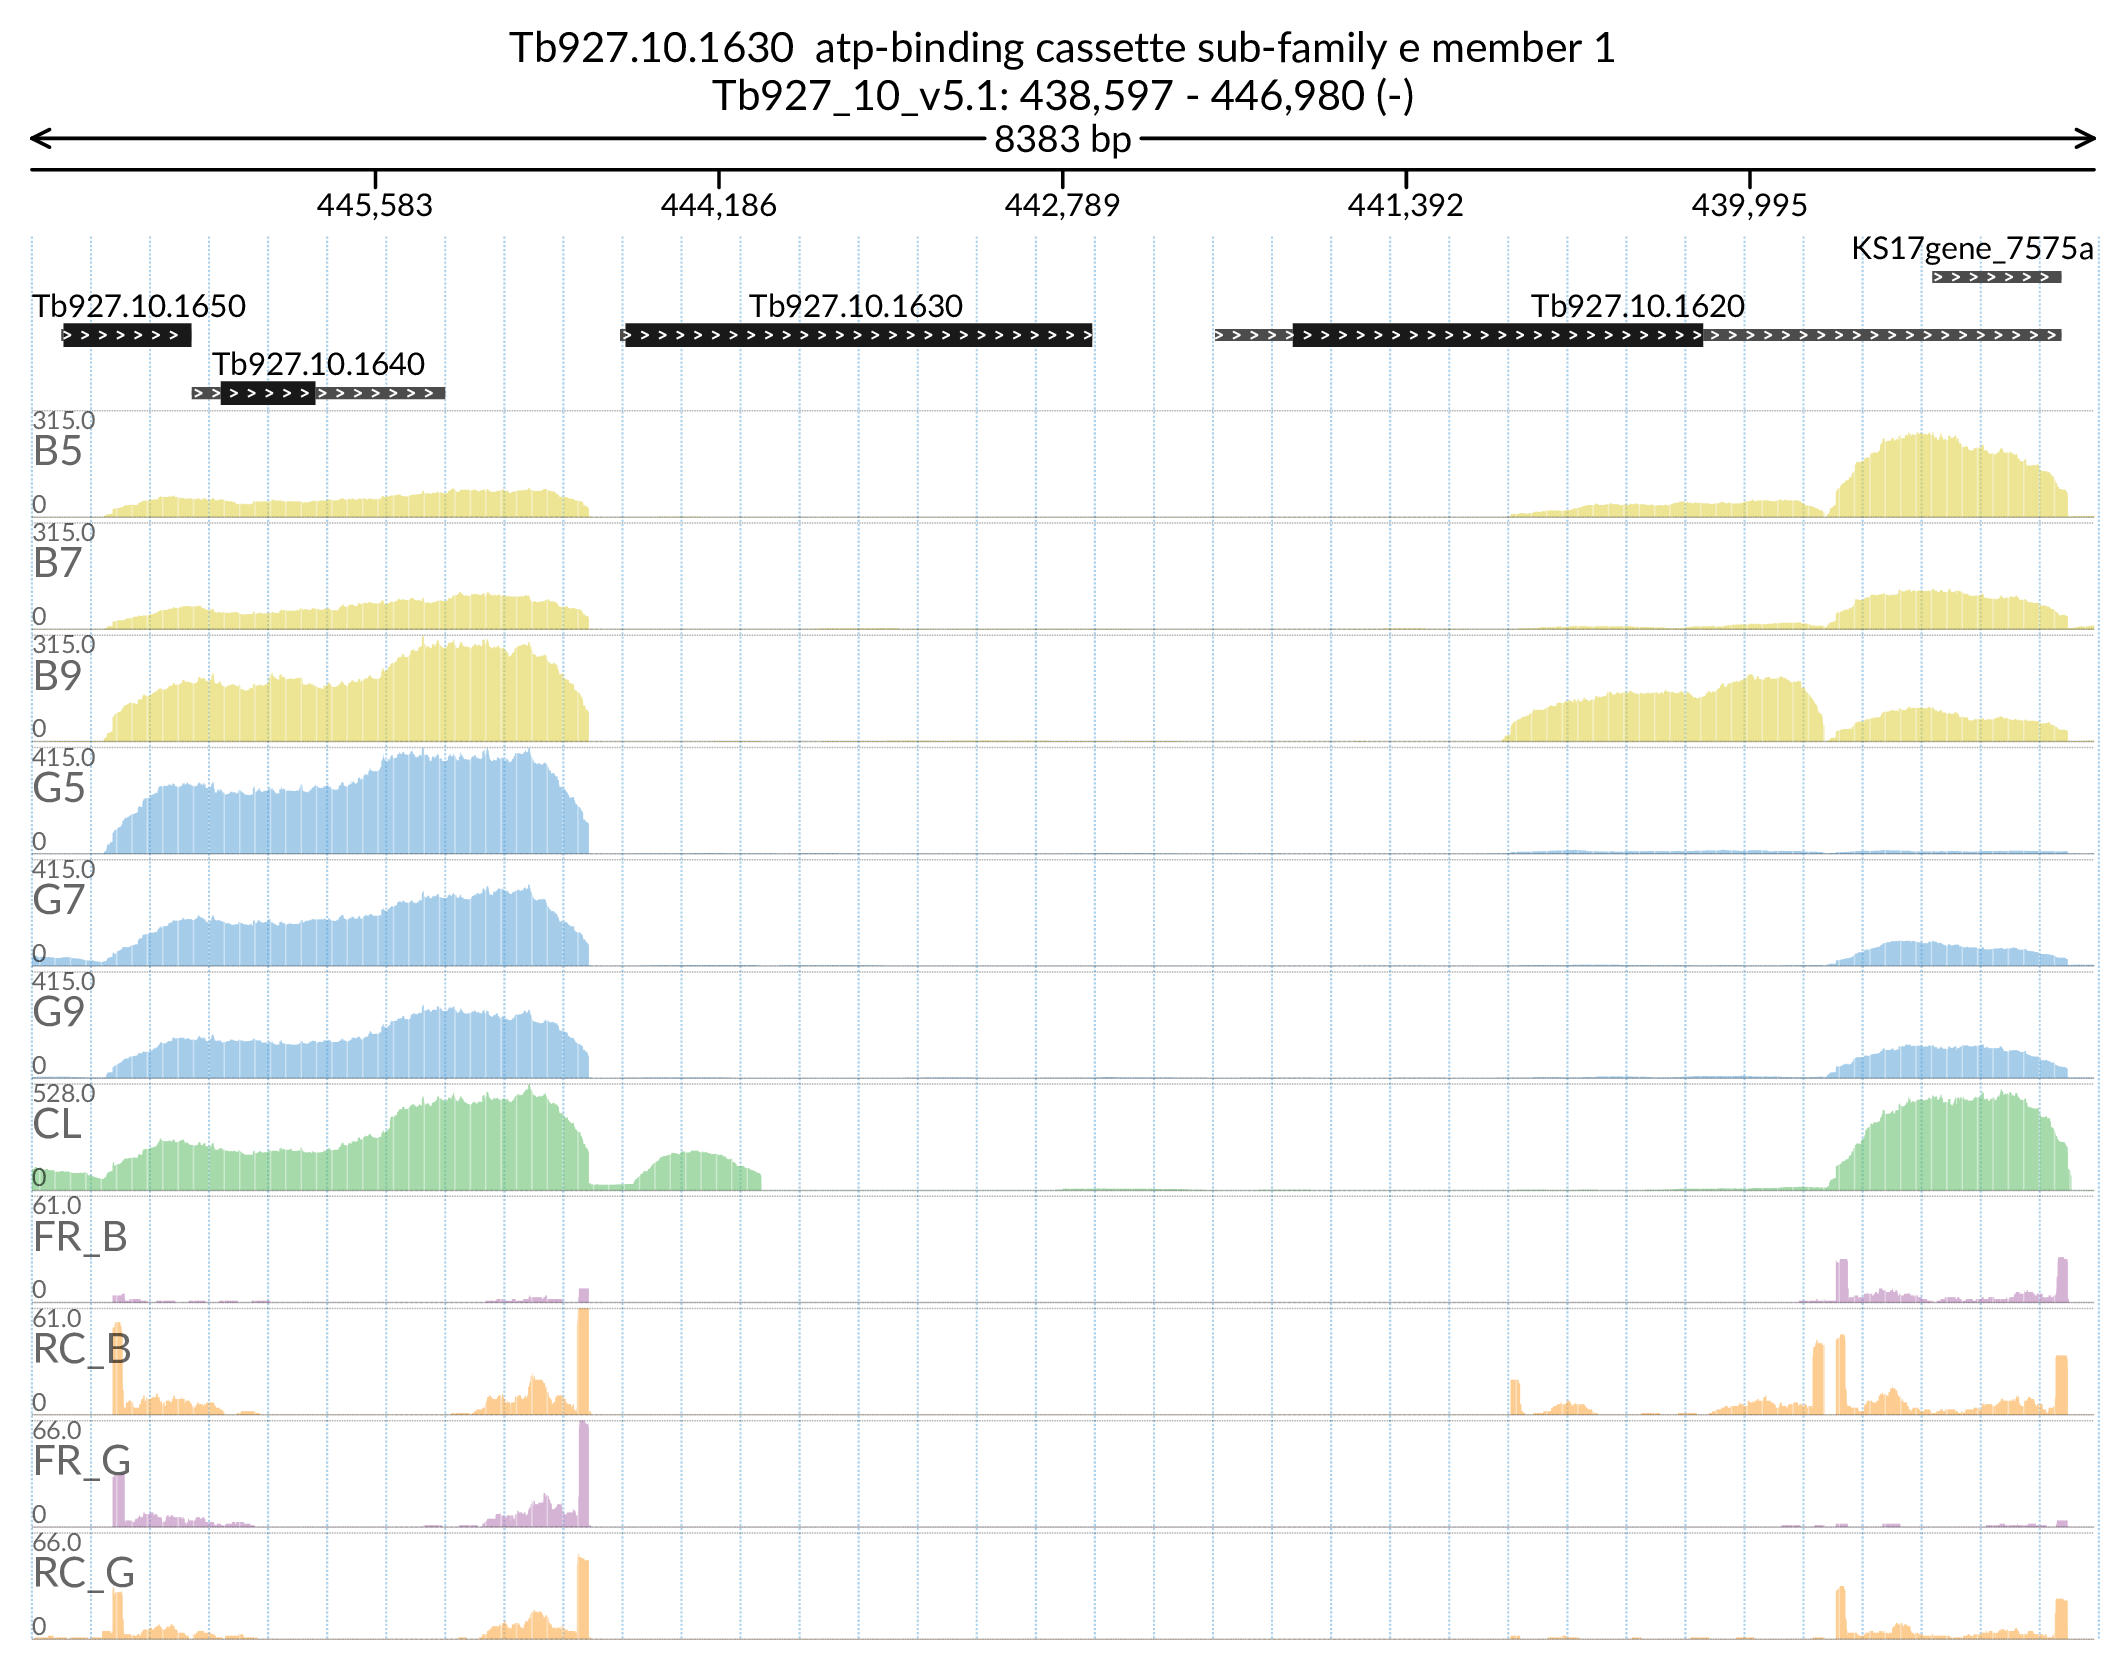 Tb927.10.1630  atp-binding cassette sub-family e member 1
Tb927_10_v5.1: 438,597 - 446,980 (-)
8383 bp
445,583 444,186 442,789 441,392 439,995
KS17gene_7575a
Tb927.10.1650 Tb927.10.1630 Tb927.10.1620
Tb927.10.1640
315.0
B5
0
315.0
B7
0
315.0
B9
0
415.0
G5
0
415.0
G7
0
415.0
G9
0
528.0
CL
0
61.0
FR_B
0
61.0
RC_B
0
66.0
FR_G
0
66.0
RC_G
0